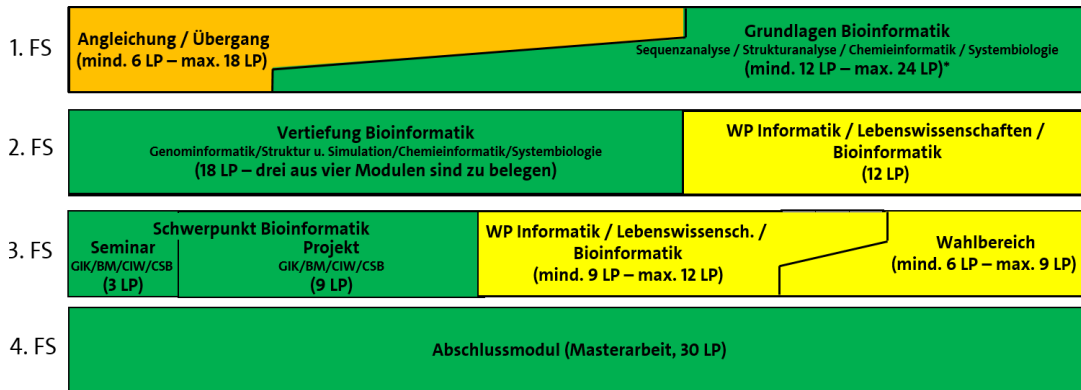 1. FS
Angleichung / Übergang
(mind. 6 LP – max. 18 LP)
Grundlagen Bioinformatik
Sequenzanalyse / Strukturanalyse / Chemieinformatik / Systembiologie
(mind. 12 LP – max. 24 LP)*
2. FS
Vertiefung Bioinformatik
Genominformatik/Struktur u. Simulation/Chemieinformatik/Systembiologie
(18 LP – drei aus vier Modulen sind zu belegen)
WP Informatik / Lebenswissenschaften /
Bioinformatik
(12 LP)
3. FS
Schwerpunkt Bioinformatik
Seminar
GIK/BM/CIW/CSB
(3 LP)
Projekt
GIK/BM/CIW/CSB
(9 LP)
WP Informatik / Lebenswissensch. /
Bioinformatik
(mind. 9 LP – max. 12 LP)
Wahlbereich
(mind. 6 LP – max. 9 LP)
4. FS
Abschlussmodul (Masterarbeit, 30 LP)